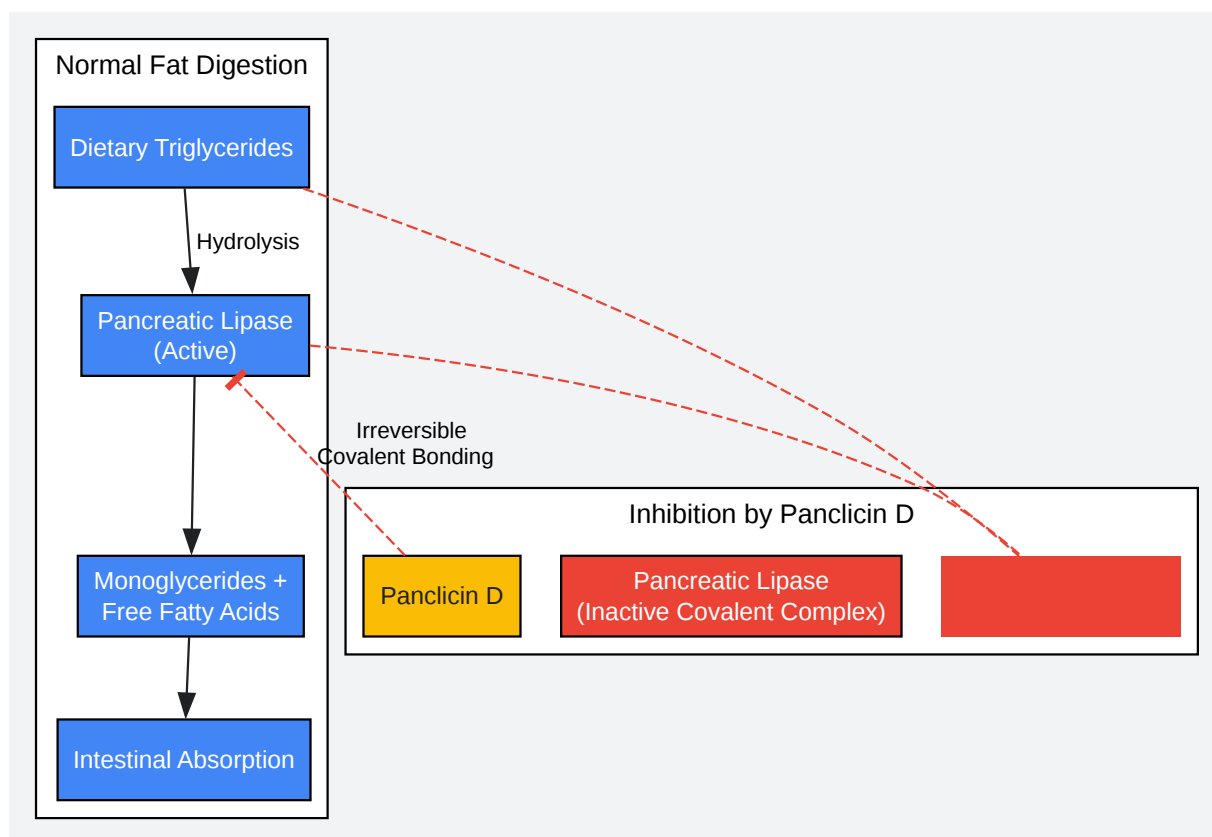 Normal Fat Digestion
Dietary Triglycerides
Hydrolysis
Pancreatic Lipase
(Active)
Irreversible
Covalent Bonding
Monoglycerides +
Free Fatty Acids
Intestinal Absorption
Inhibition by Panclicin D
Panclicin D
Pancreatic Lipase
(Inactive Covalent Complex)